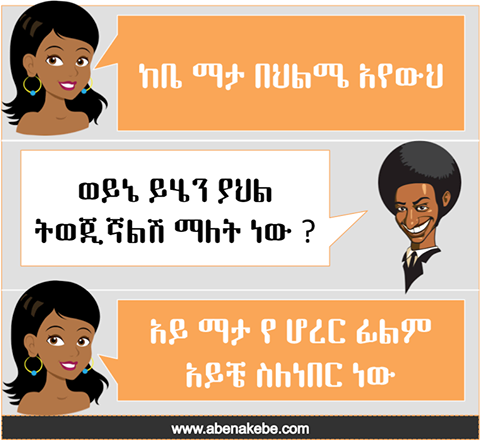 ከቤ ማታ በህልሜ አየውህ
ወይኔ ይሄን ያህል
ትወጂኛልሽ ማለት ነው ?
አይ ማታ የ ሆረር ፊልም
አይቼ ስለነበር ነው
www.abenakebe.com